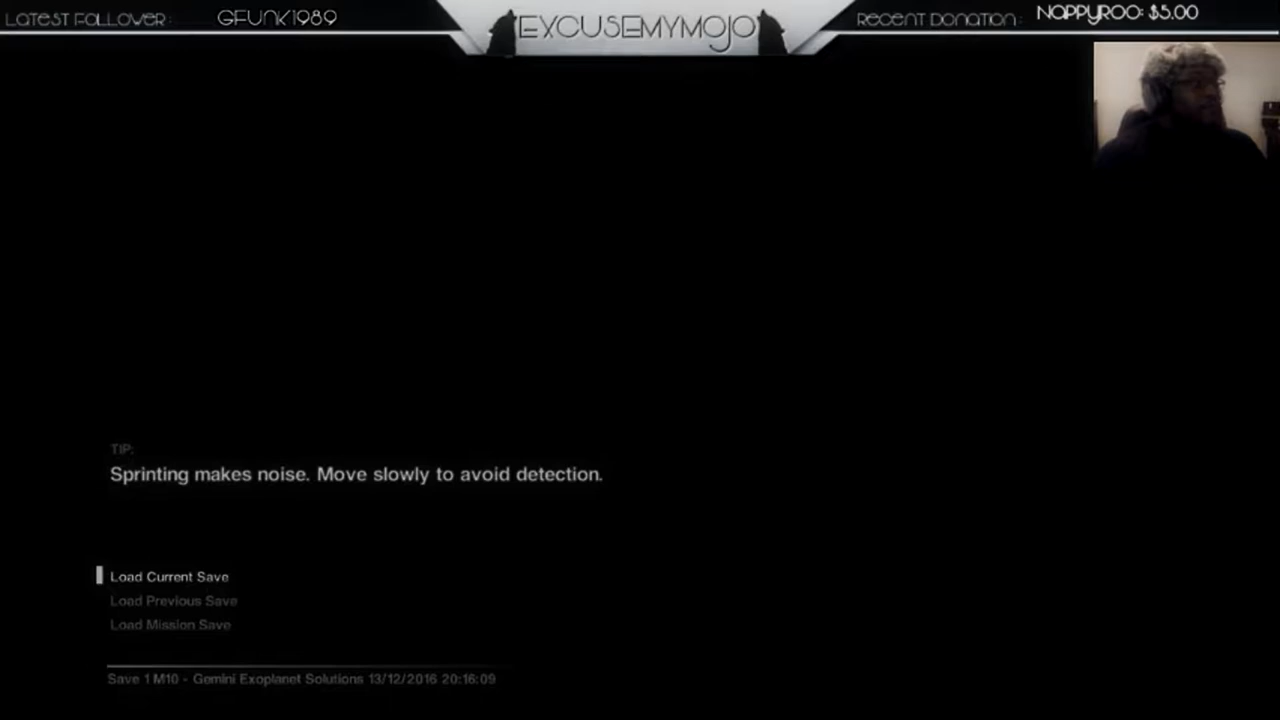 LATEST FOLLOWER:
GFUNK1989
EXCUSEMYMOJO
RECENT DONATION:
NAPPYROO: $5.00
TIP:
Sprinting makes noise. Move slowly to avoid detection.
Load Current Save
Load Previous Save
Load Mission Save
Save 1 M10 - Gemini Exoplanet Solutions 13/12/2016 20:16:09